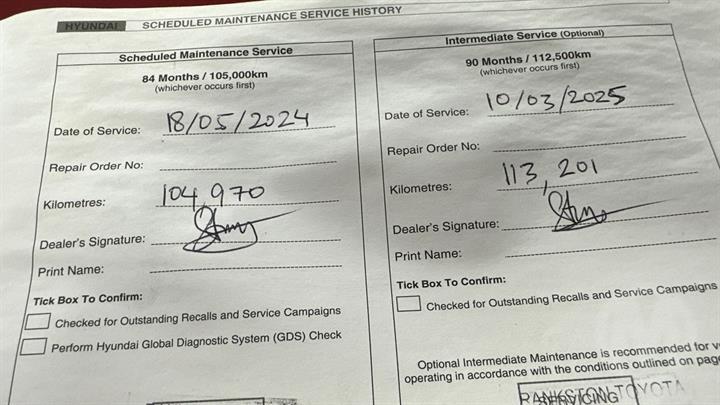 HYUNDAI SCHEDULED MAINTENANCE SERVICE HISTORY
Scheduled Maintenance Service
84 Months / 105,000km
(whichever occurs first)
Date of Service: 18/05/2024
Repair Order No:
Kilometres: 104,970
Dealer's Signature:
Print Name:
Tick Box To Confirm:
Checked for Outstanding Recalls and Service Campaigns
Perform Hyundai Global Diagnostic System (GDS) Check
Intermediate Service (Optional)
90 Months / 112,500km
(whichever occurs first)
Date of Service: 10/03/2025
Repair Order No:
Kilometres: 113,201
Dealer's Signature:
Print Name:
Tick Box To Confirm:
Checked for Outstanding Recalls and Service Campaigns
Optional Intermediate Maintenance is recommended for v
operating in accordance with the conditions outlined on pag
TOYOTA
SERVICING